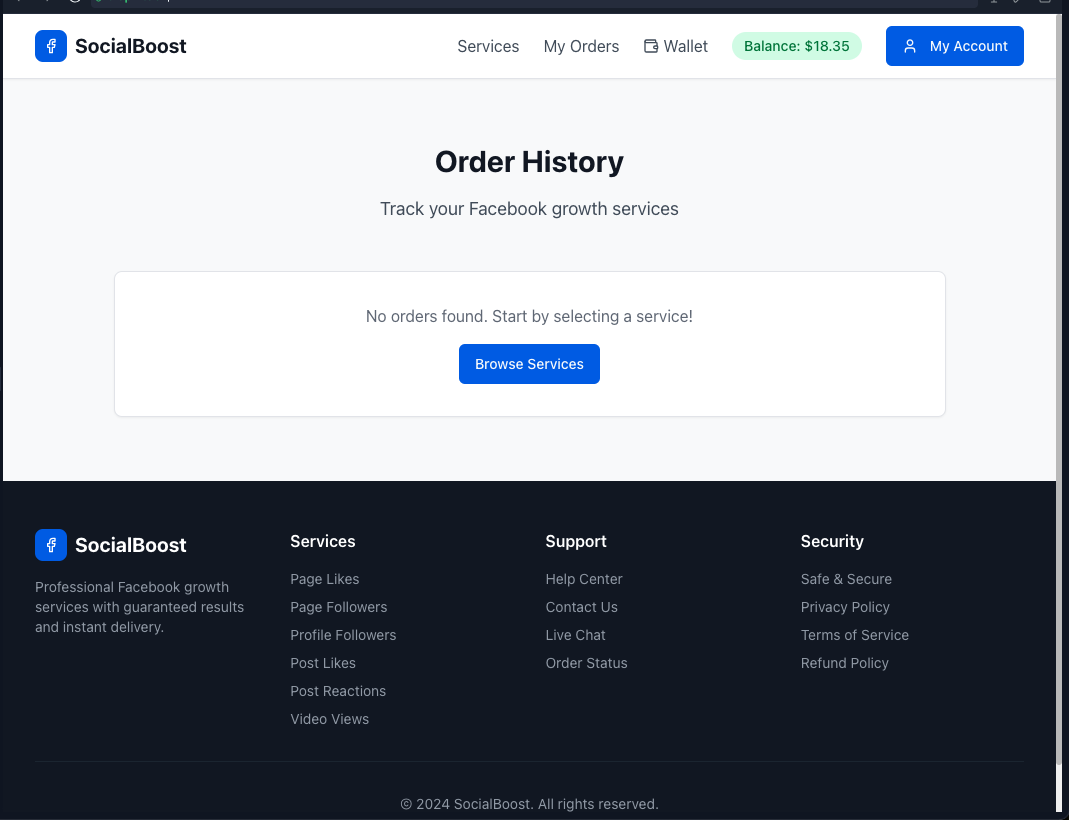 SocialBoost
Services
My Orders
Wallet
Balance: $18.35
My Account
Order History
Track your Facebook growth services
No orders found. Start by selecting a service!
Browse Services
SocialBoost
Professional Facebook growth
services with guaranteed results
and instant delivery.
Services
Page Likes
Page Followers
Profile Followers
Post Likes
Post Reactions
Video Views
Support
Help Center
Contact Us
Live Chat
Order Status
Security
Safe & Secure
Privacy Policy
Terms of Service
Refund Policy
© 2024 SocialBoost. All rights reserved.